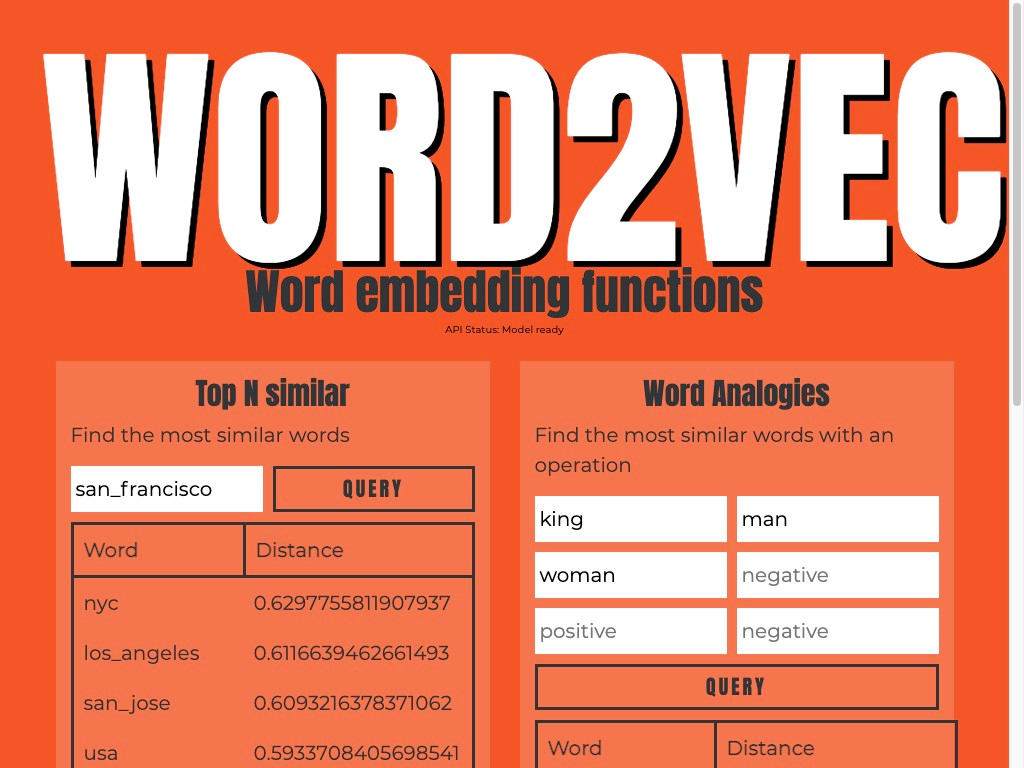 WORD2VEC
Word embedding functions
API Status: Model ready
Top N similar
Find the most similar words
san_francisco
QUERY
Word Distance
nyc 0.6297755811907937
los_angeles 0.6116639462661493
san_jose 0.6093216378371062
usa 0.5933708405698541
Word Analogies
Find the most similar words with an
operation
king man
woman negative
positive negative
QUERY
Word Distance